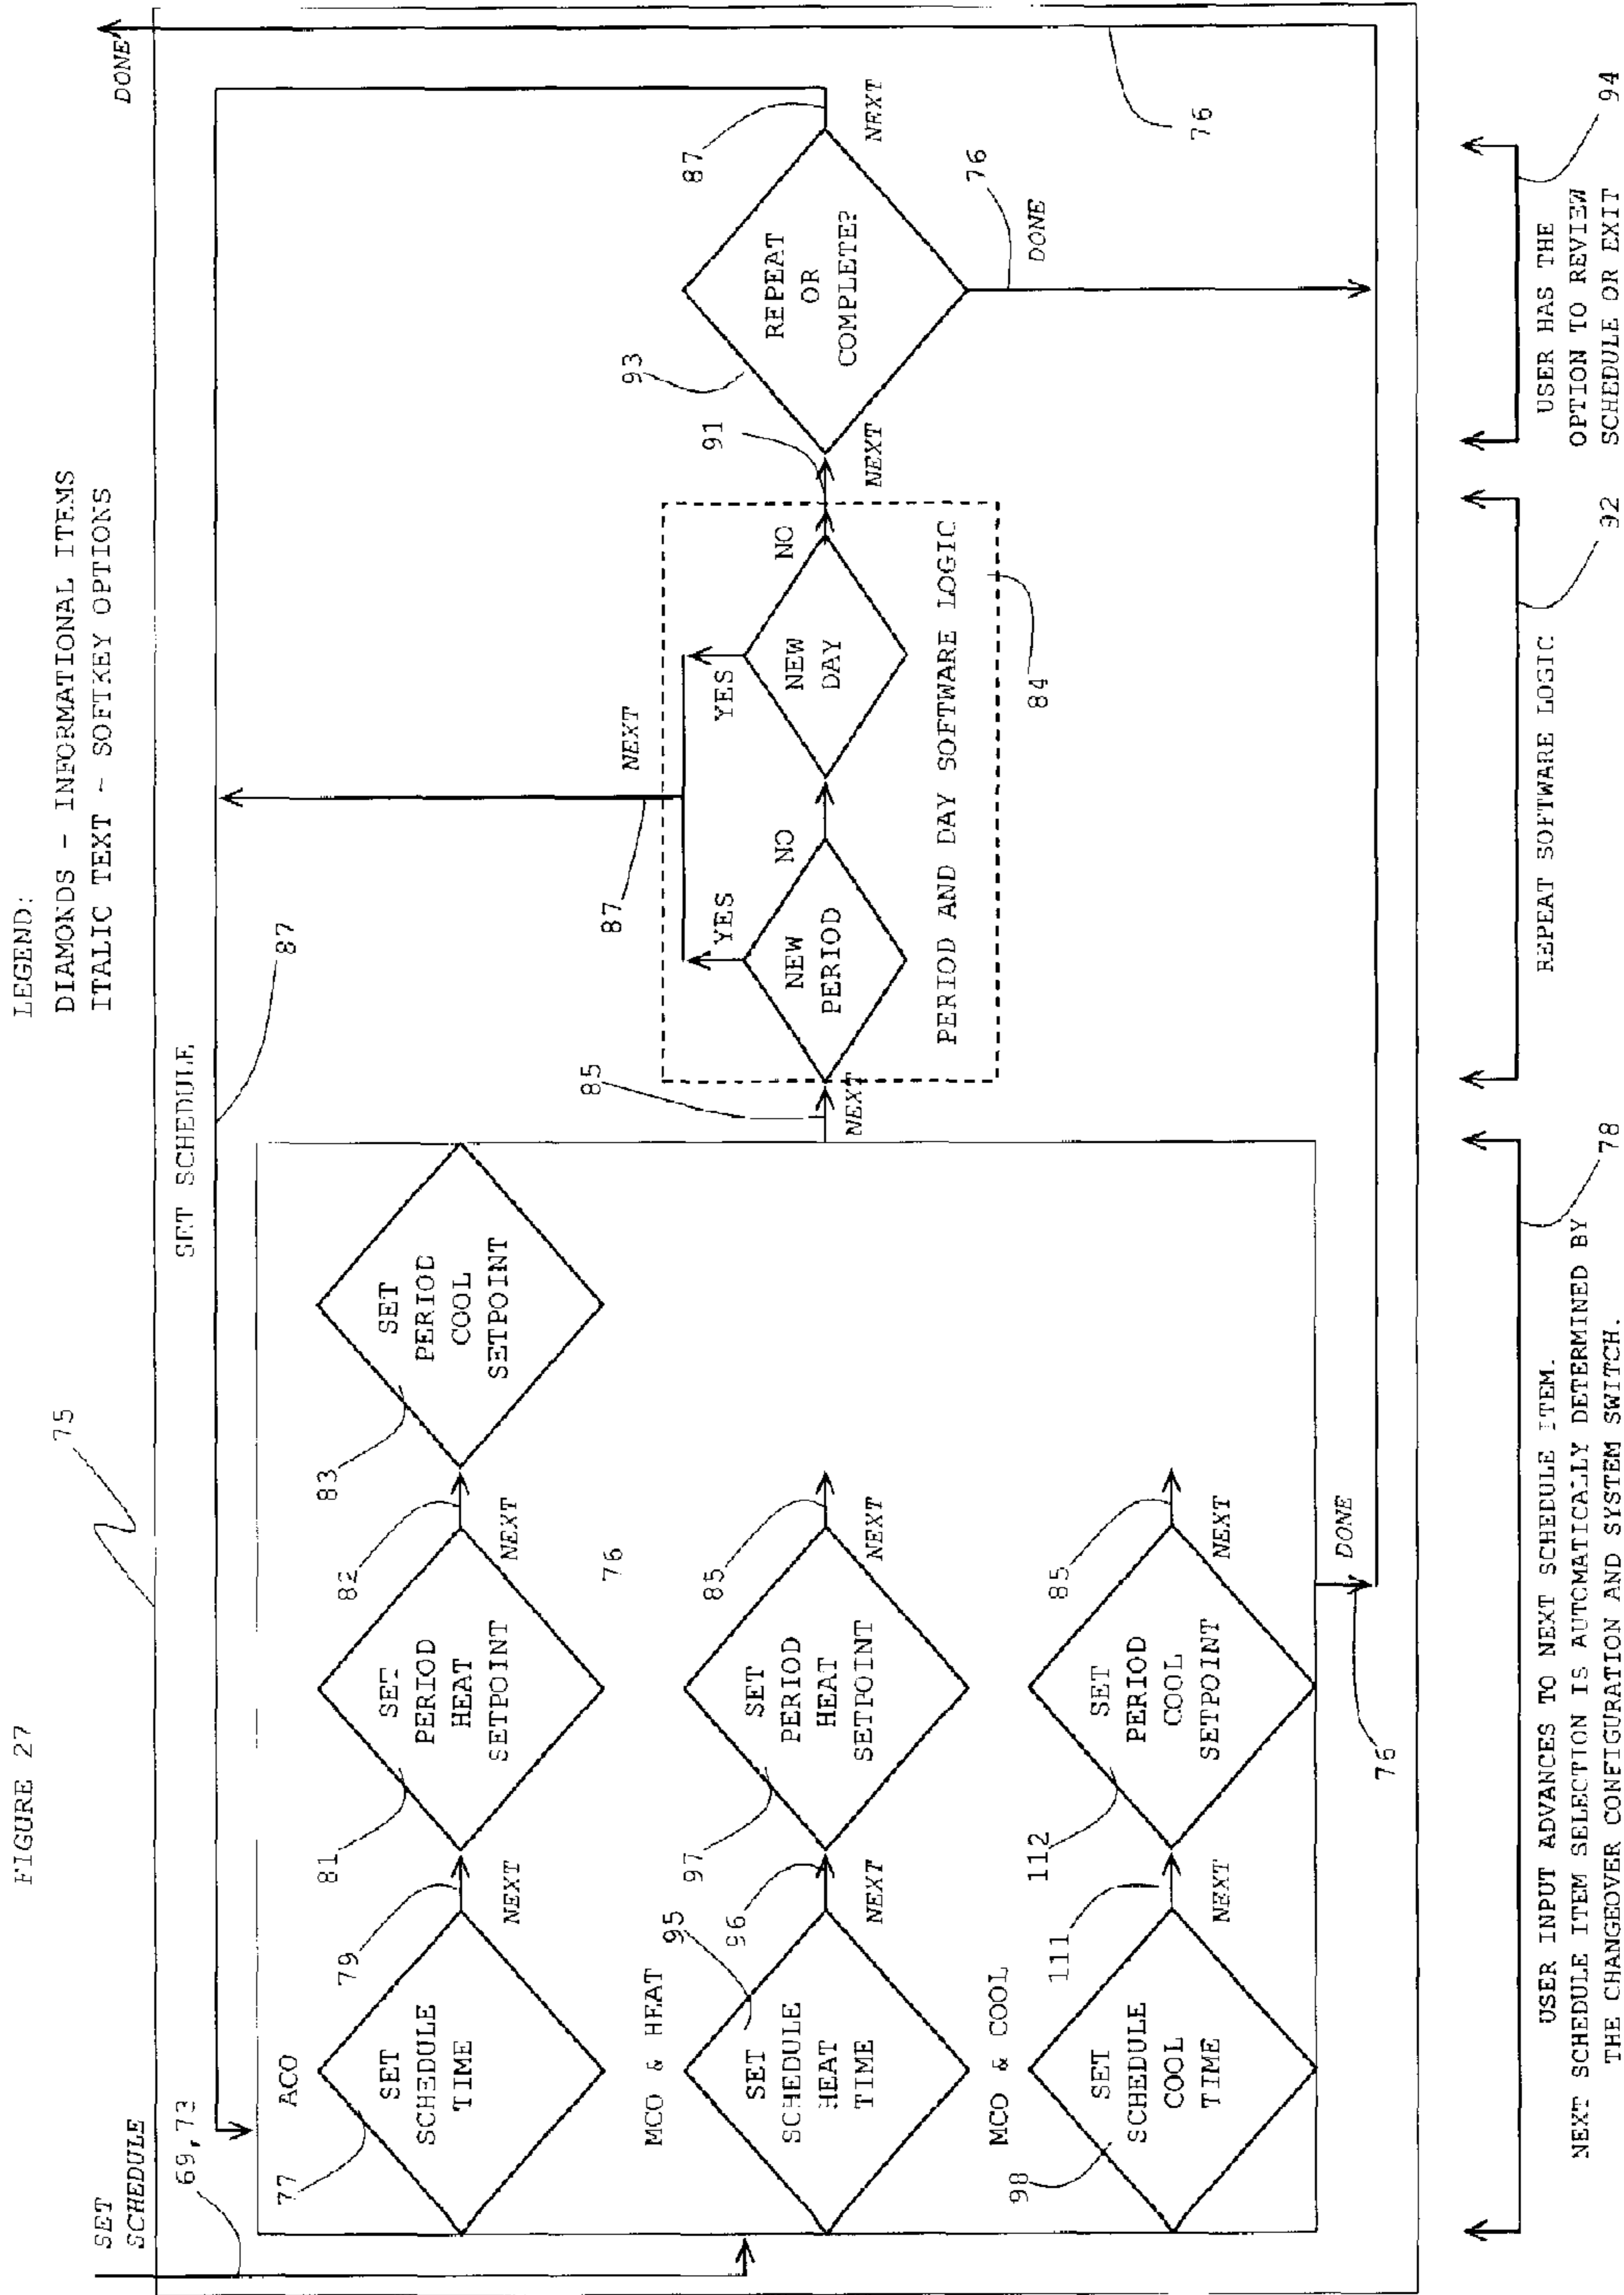 FIGURE 27
LEGEND:
DIAMONDS - INFORMATIONAL ITEMS
ITALIC TEXT - SOFTKEY OPTIONS
75
SET
SCHEDULE
69,73
SET SCHEDULE
87
DONE
ACO
77
SET
SCHEDULE
TIME
79
NEXT
81
SET
PERIOD
HEAT
SETPOINT
82
NEXT
83
SET
PERIOD
COOL
SETPOINT
76
MCO & HEAT
95
SET
SCHEDULE
HEAT
TIME
96
NEXT
97
SET
PERIOD
HEAT
SETPOINT
85
NEXT
MCO & COOL
98
SET
SCHEDULE
COOL
TIME
111
NEXT
112
SET
PERIOD
COOL
SETPOINT
85
NEXT
76
DONE
85
NEXT
NEXT
87
YES
NEW
PERIOD
NO
YES
NEW
DAY
NO
PERIOD AND DAY SOFTWARE LOGIC
84
91
NEXT
93
REPEAT
OR
COMPLETE?
87
NEXT
76
DONE
76
78
USER INPUT ADVANCES TO NEXT SCHEDULE ITEM.
NEXT SCHEDULE ITEM SELECTION IS AUTOMATICALLY DETERMINED BY
THE CHANGEOVER CONFIGURATION AND SYSTEM SWITCH.
REPEAT SOFTWARE LOGIC
92
USER HAS THE
OPTION TO REVIEW
SCHEDULE OR EXIT
94